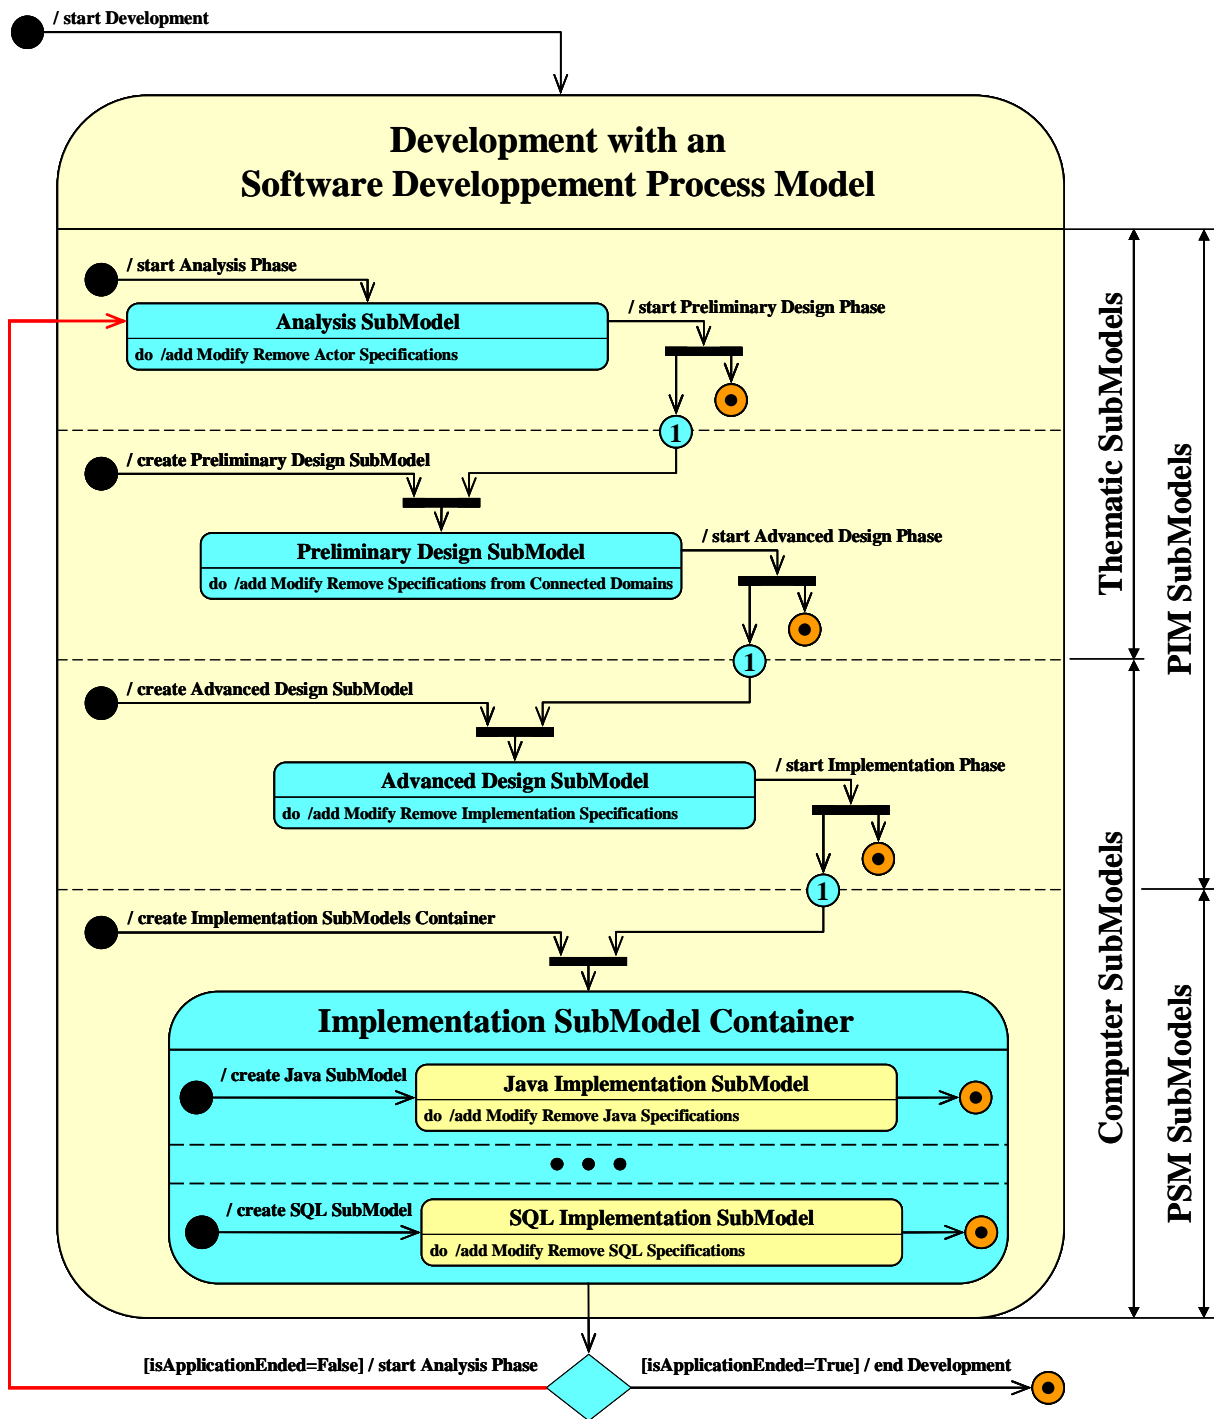 / start Development
Development with an
Software Developpement Process Model
/ start Analysis Phase
Analysis SubModel
do /add Modify Remove Actor Specifications
/ start Preliminary Design Phase
1
/ create Preliminary Design SubModel
Preliminary Design SubModel
do /add Modify Remove Specifications from Connected Domains
/ start Advanced Design Phase
1
/ create Advanced Design SubModel
Advanced Design SubModel
do /add Modify Remove Implementation Specifications
/ start Implementation Phase
1
/ create Implementation SubModels Container
Implementation SubModel Container
/ create Java SubModel
Java Implementation SubModel
do /add Modify Remove Java Specifications
/ create SQL SubModel
SQL Implementation SubModel
do /add Modify Remove SQL Specifications
[isApplicationEnded=False] / start Analysis Phase
[isApplicationEnded=True] / end Development
Thematic SubModels
Computer SubModels
PIM SubModels
PSM SubModels